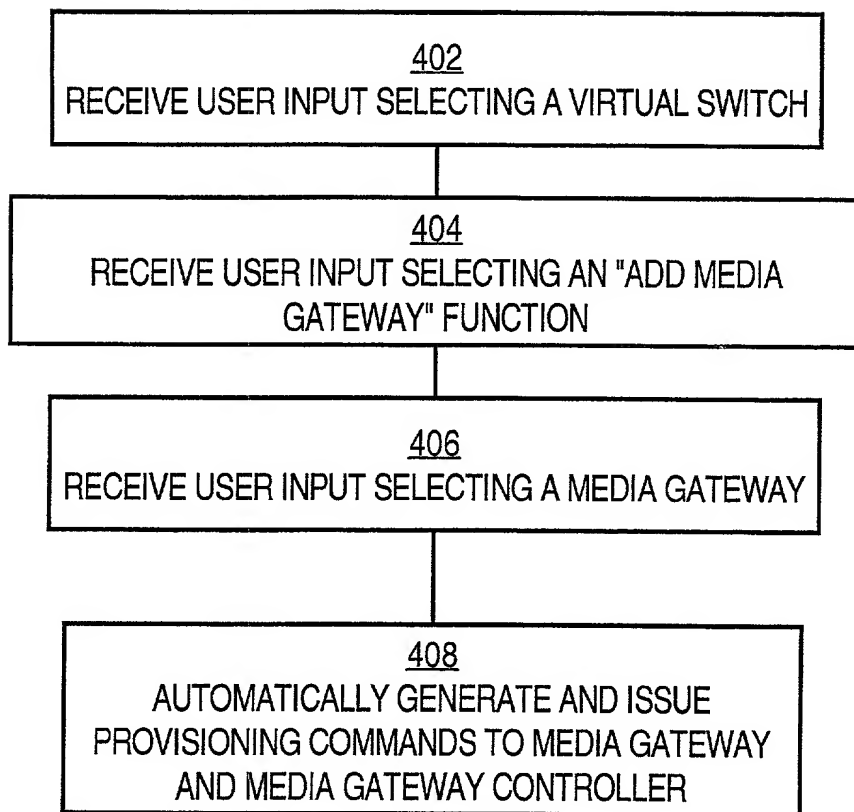 402
RECEIVE USER INPUT SELECTING A VIRTUAL SWITCH
404
RECEIVE USER INPUT SELECTING AN "ADD MEDIA
GATEWAY" FUNCTION
406
RECEIVE USER INPUT SELECTING A MEDIA GATEWAY
408
AUTOMATICALLY GENERATE AND ISSUE
PROVISIONING COMMANDS TO MEDIA GATEWAY
AND MEDIA GATEWAY CONTROLLER